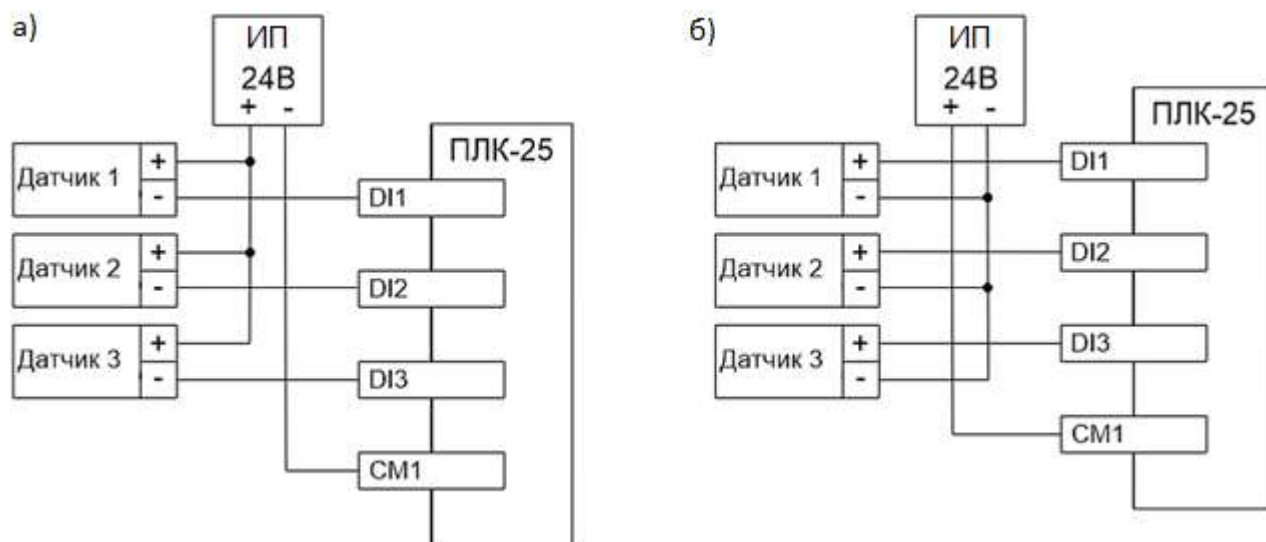 а)
ИП
24В
+ -
ПЛК-25
Датчик 1
+
-
DI1
Датчик 2
+
-
DI2
Датчик 3
+
-
DI3
CM1
б)
ИП
24В
+ -
ПЛК-25
Датчик 1
+
-
DI1
Датчик 2
+
-
DI2
Датчик 3
+
-
DI3
CM1